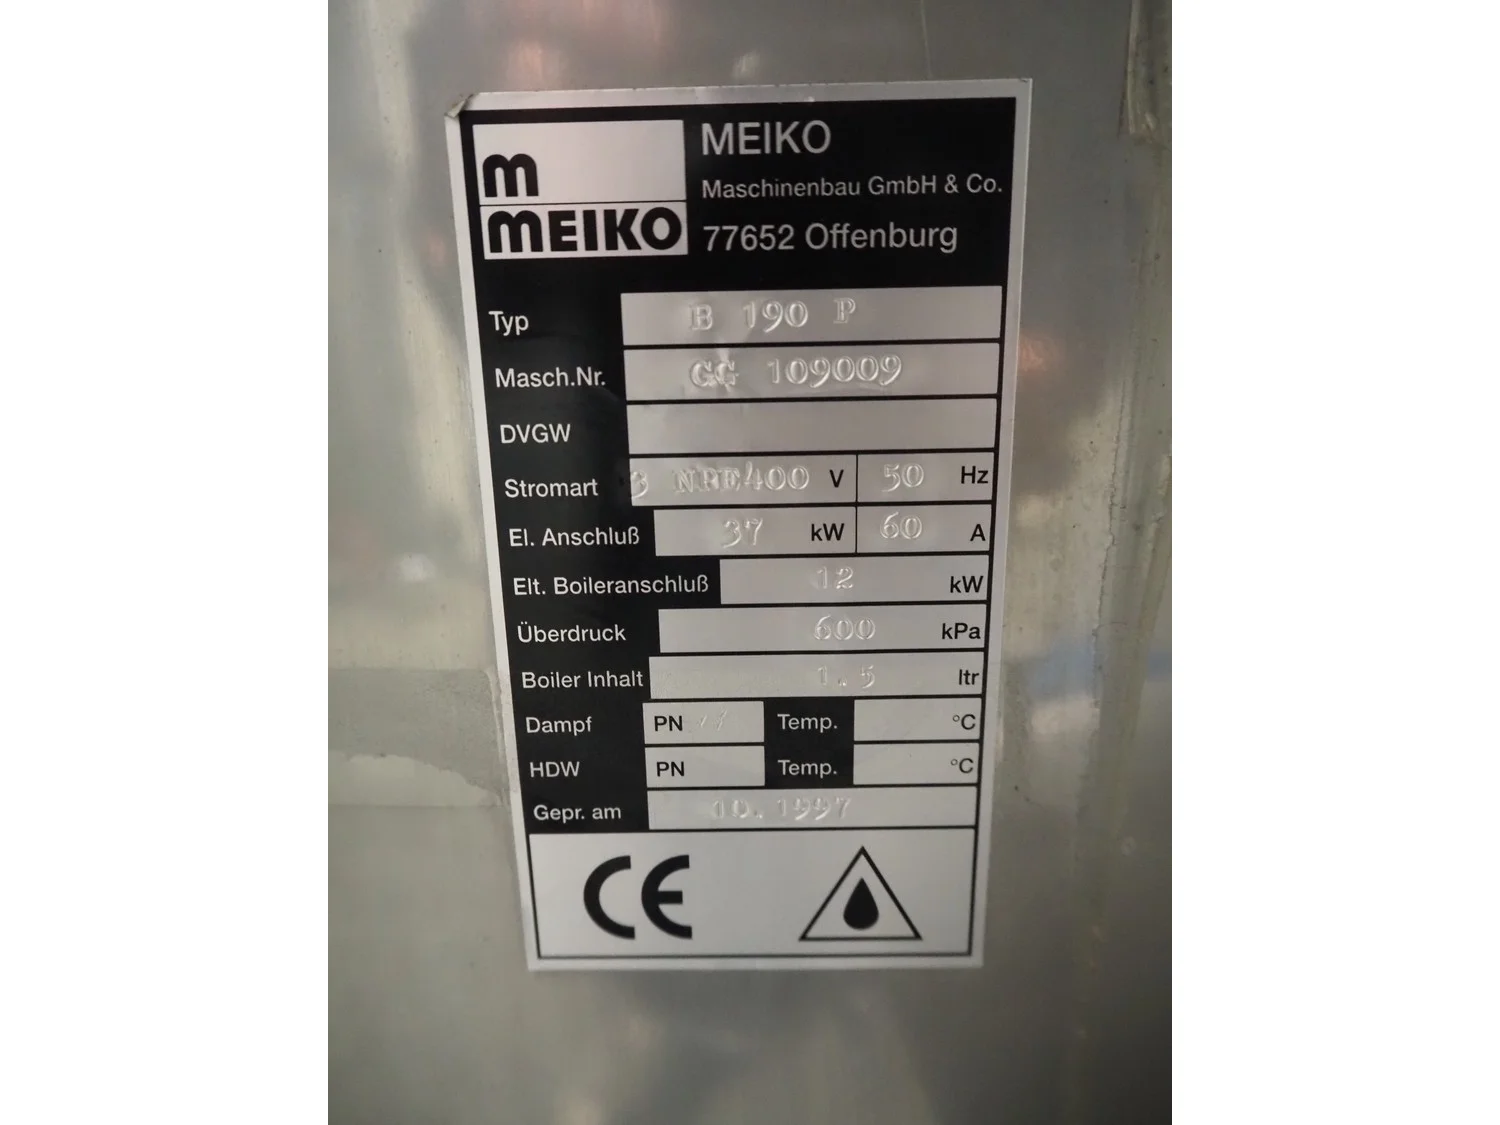 m
MEIKO
MEIKO
Maschinenbau GmbH & Co.
77652 Offenburg
Typ B 190 P
Masch.Nr. GG 109009
DVGW
Stromart 3 NPE400 V 50 Hz
El. Anschluß 37 kW 60 A
Elt. Boileranschluß 12 kW
Überdruck 600 kPa
Boiler Inhalt 1.5 ltr
Dampf PN Temp. °C
HDW PN Temp. °C
Gepr. am 10.1997
CE